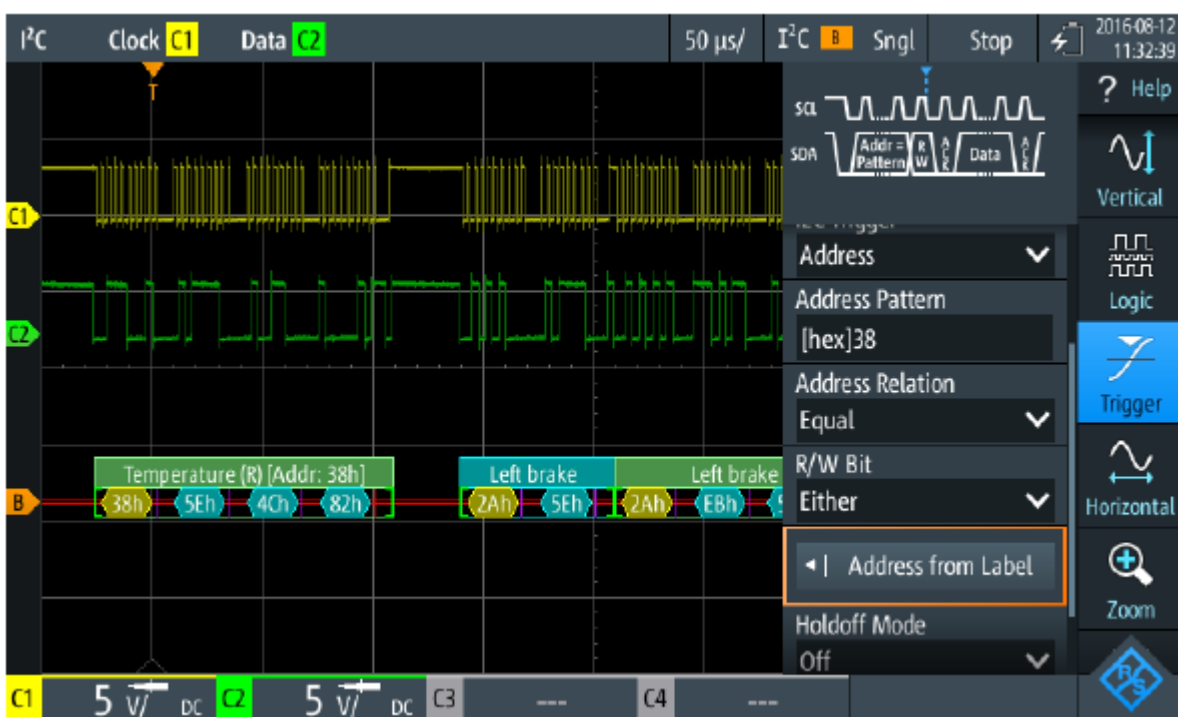 I²C Clock C1 Data C2 50 µs/ I²C B Sngl Stop 2016-08-12
11:32:39
T
? Help
SCL
SDA Addr = Pattern R W A C K Data A C K
Vertical
C1
I2C Trigger
Address
Logic
Address Pattern
[hex]38
C2
Address Relation
Equal
Trigger
R/W Bit
Either
Temperature (R) [Addr: 38h] Left brake Left brake
B 38h 5Eh 4Ch 82h 2Ah 5Eh 2Ah EBh 5
Horizontal
Address from Label
Zoom
Holdoff Mode
Off
R&S
C1 5 V/ DC C2 5 V/ DC C3 --- C4 ---